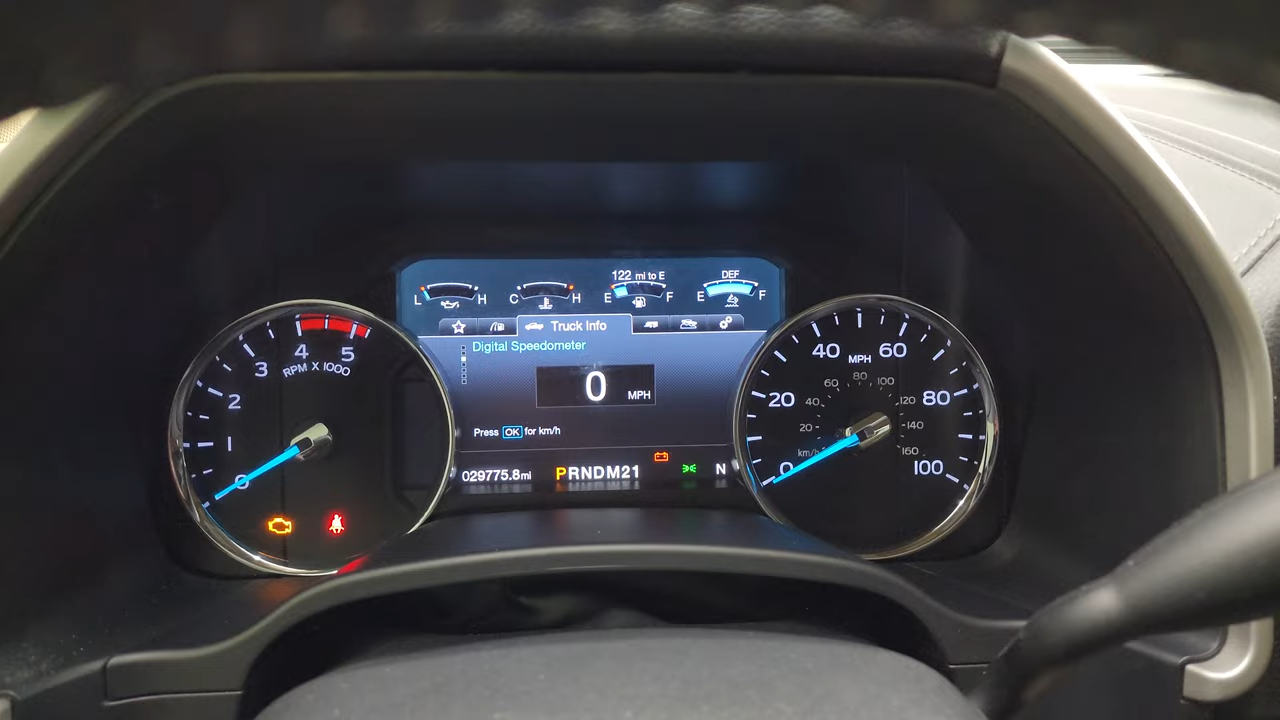 122 mi to E
DEF
L H
C H
E F
E F
Truck Info
Digital Speedometer
0 MPH
Press OK for km/h
029775.8mi
PRNDM21
N
0 1 2 3 4 5
RPM X 1000
0 20 40 60 80 100
MPH
20 40 60 80 100 120 140 160
km/h